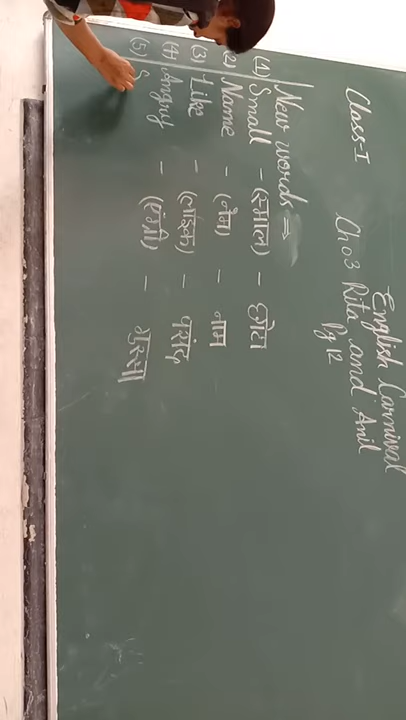 English Carnival
Class-I Ch 03 Rita and Anil
Pg 12
New words ⇒
(1) Small - (स्माल) - छोटा
(2) Name - (नेम) - नाम
(3) Like - (लाइक) - पसंद
(4) Angry - (एंग्री) - गुस्सा
(5) S